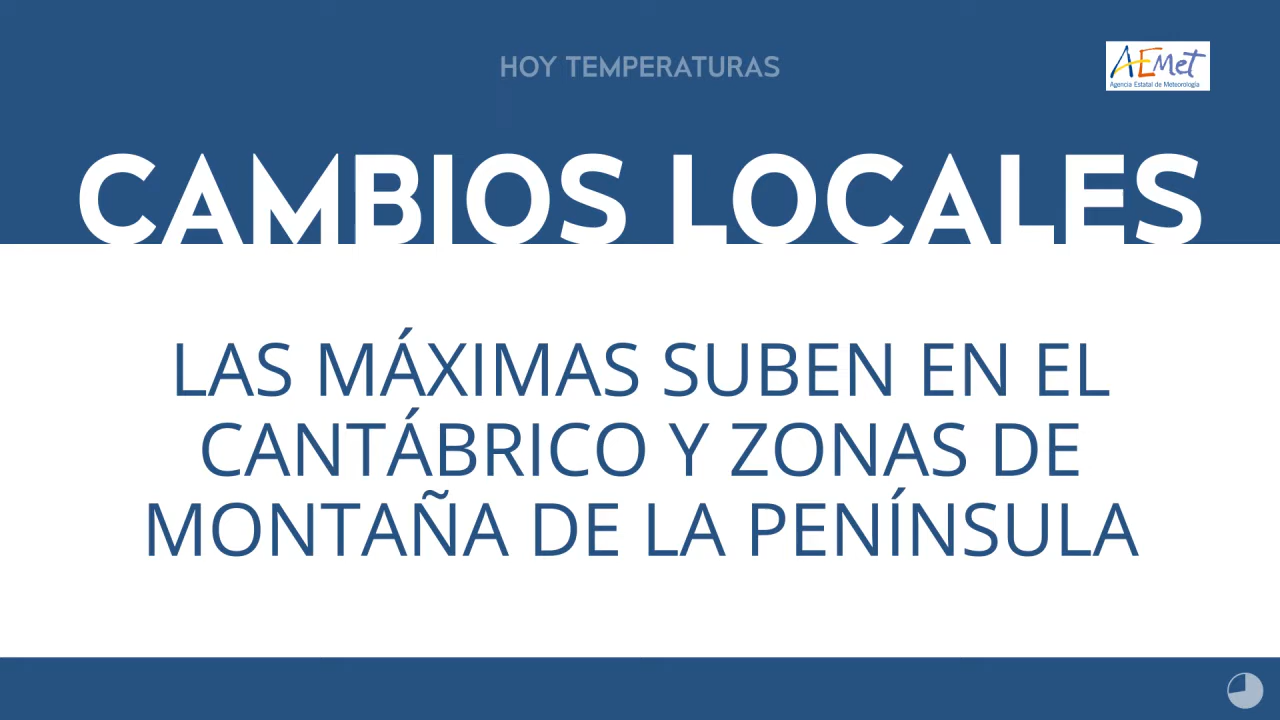 HOY TEMPERATURAS
AEMet
Agencia Estatal de Meteorología
CAMBIOS LOCALES
LAS MÁXIMAS SUBEN EN EL
CANTÁBRICO Y ZONAS DE
MONTAÑA DE LA PENÍNSULA